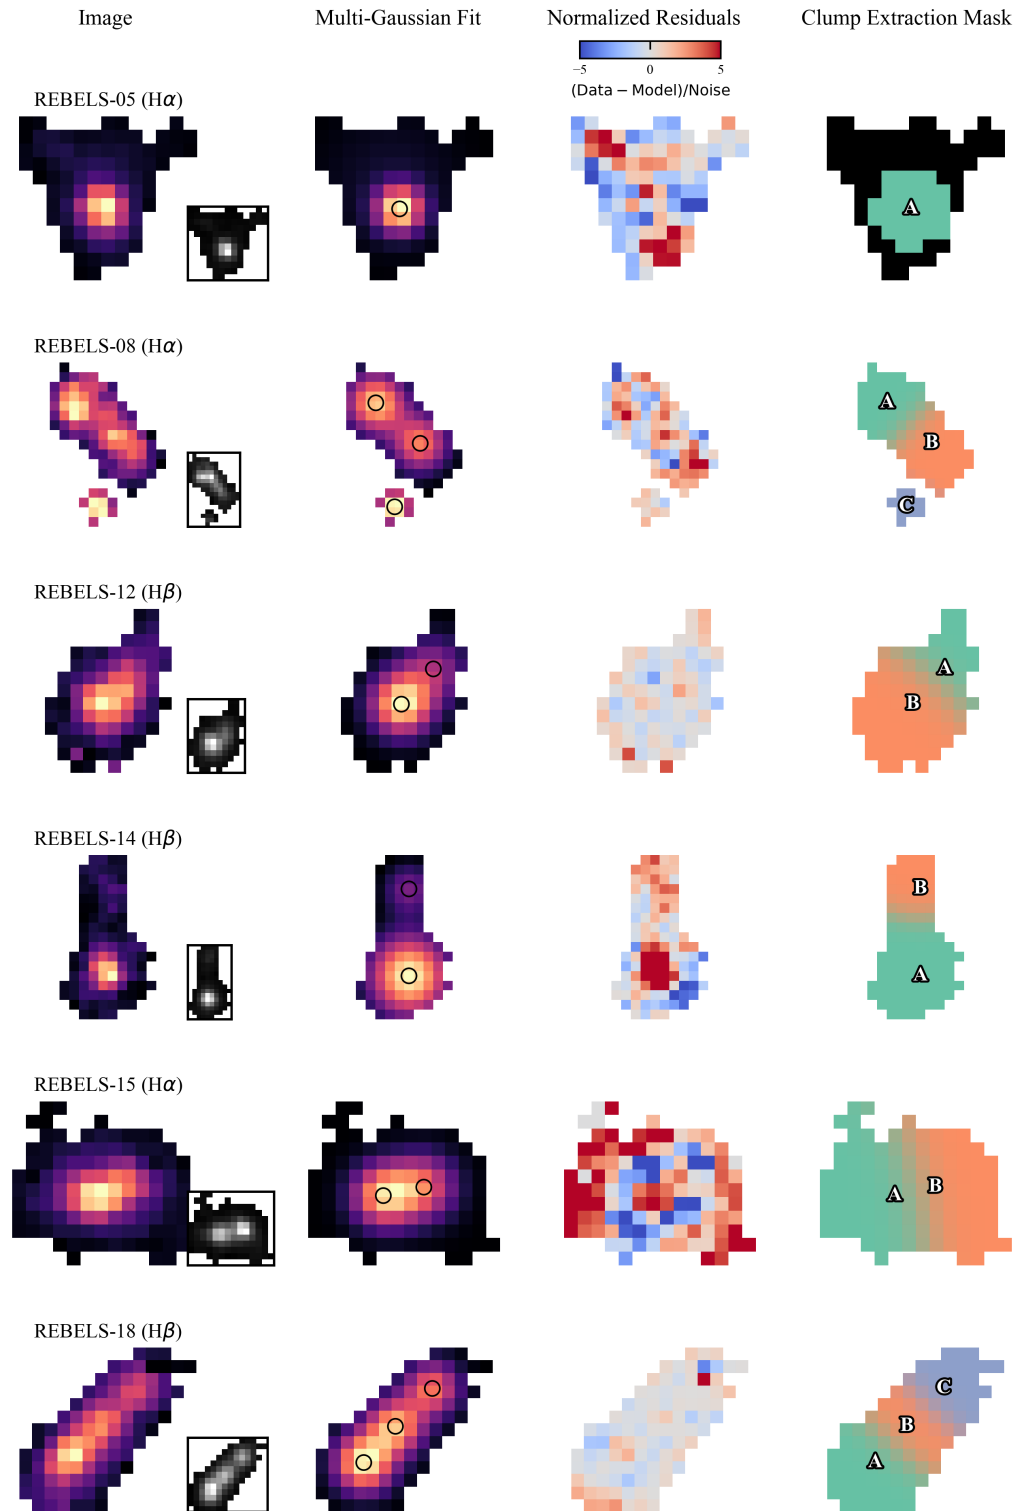 Image Multi-Gaussian Fit Normalized Residuals Clump Extraction Mask
−5 0 5
(Data − Model)/Noise
REBELS-05 (Hα)
A
REBELS-08 (Hα)
A
B
C
REBELS-12 (Hβ)
A
B
REBELS-14 (Hβ)
B
A
REBELS-15 (Hα)
A B
REBELS-18 (Hβ)
C
B
A